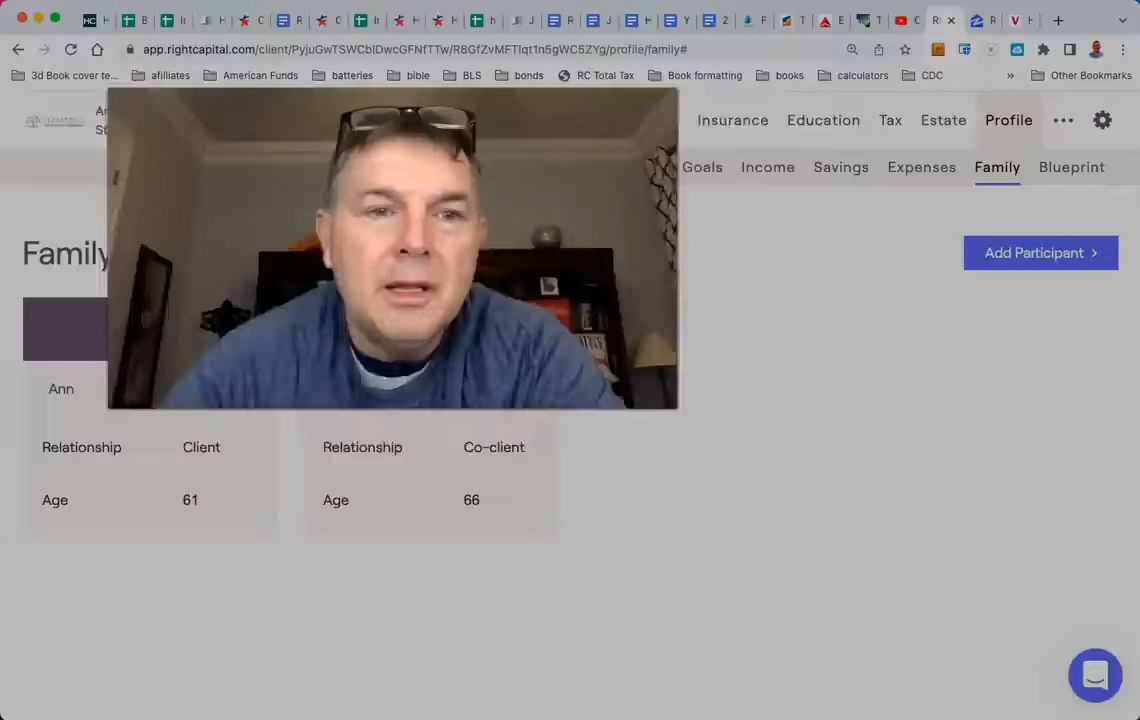 H
B
I
H
C
R
C
I
H
H
h
J
R
J
H
Y
2
F
T
E
T
C
R
R
H
app.rightcapital.com/client/PyjuGwTSWCblDwcGFNfTTw/R8GfZvMFTlqt1n5gWC5ZYg/profile/family#
3d Book cover te...
afilliates
American Funds
batteries
bible
BLS
bonds
RC Total Tax
Book formatting
books
calculators
CDC
»
Other Bookmarks
Insurance
Education
Tax
Estate
Profile
Goals
Income
Savings
Expenses
Family
Blueprint
Family
Add Participant
Ann
Relationship Client
Age 61
Relationship Co-client
Age 66